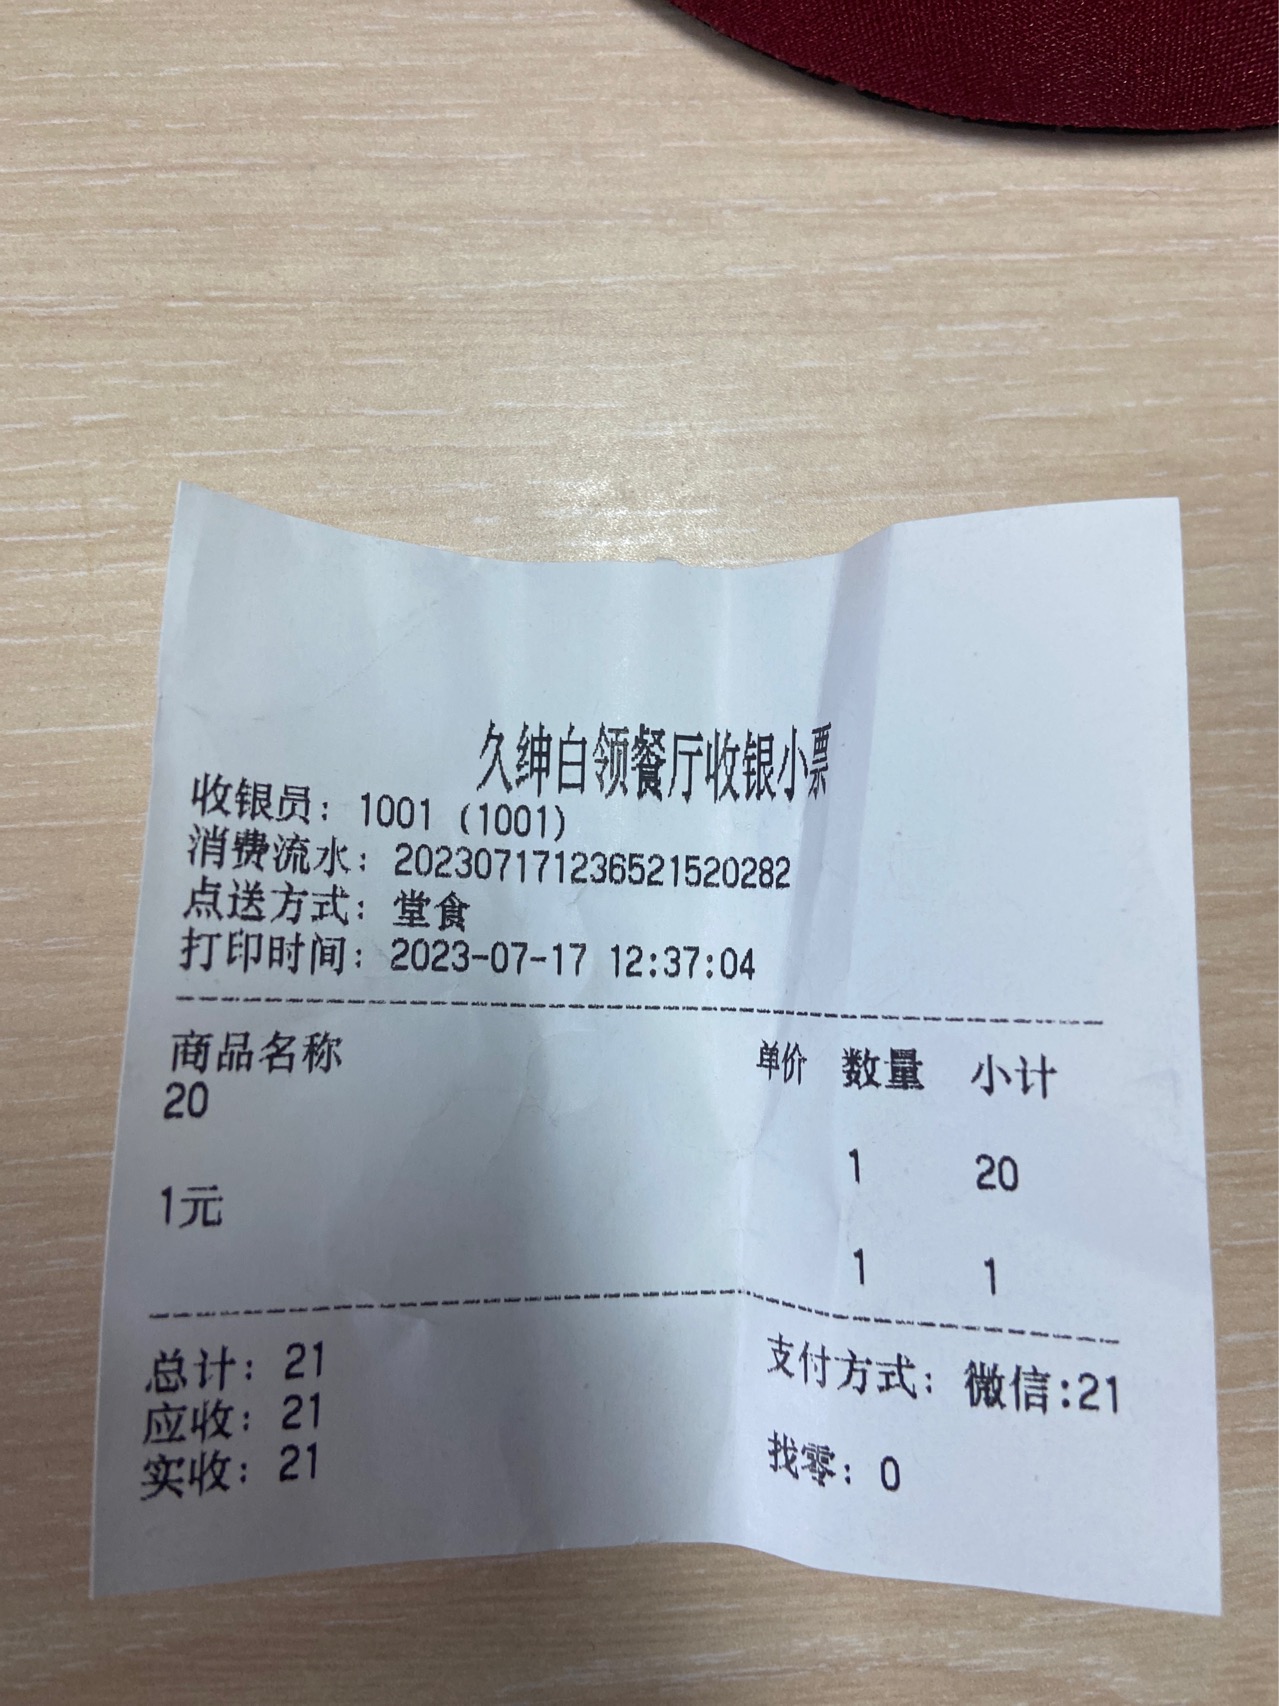 久绅白领餐厅收银小票
收银员：1001 (1001)
消费流水：202307171236521520282
点送方式：堂食
打印时间：2023-07-17 12:37:04
商品名称 单价 数量 小计
20
1 20
1元
1 1
总计：21 支付方式：微信:21
应收：21
实收：21 找零：0